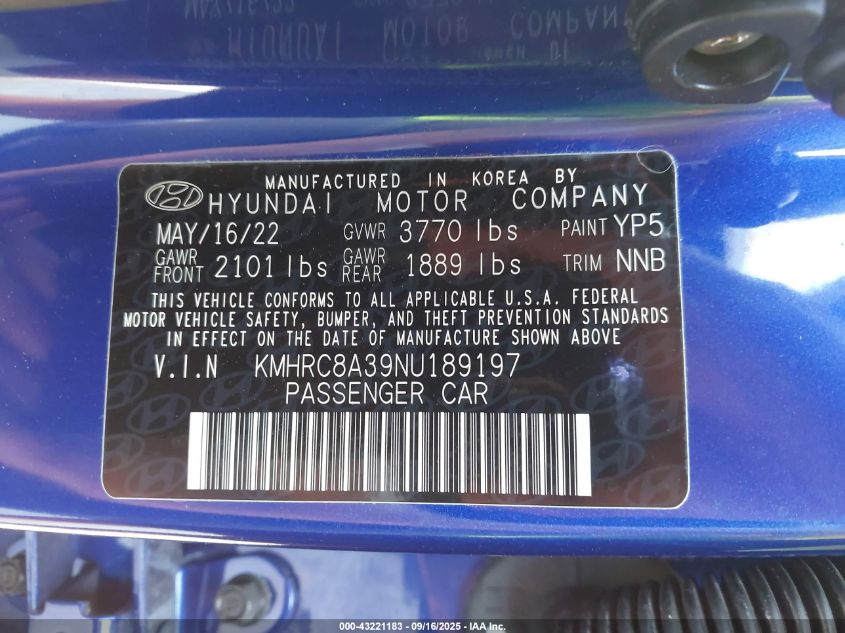 MANUFACTURED IN KOREA BY
HYUNDAI MOTOR COMPANY
MAY/16/22 GVWR 3770 lbs PAINT YP5
GAWR FRONT 2101 lbs GAWR REAR 1889 lbs TRIM NNB
THIS VEHICLE CONFORMS TO ALL APPLICABLE U.S.A. FEDERAL
MOTOR VEHICLE SAFETY, BUMPER, AND THEFT PREVENTION STANDARDS
IN EFFECT ON THE DATE OF MANUFACTURE SHOWN ABOVE
V.I.N KMHRC8A39NU189197
PASSENGER CAR
000-43221183 - 09/16/2025 - IAA, Inc.